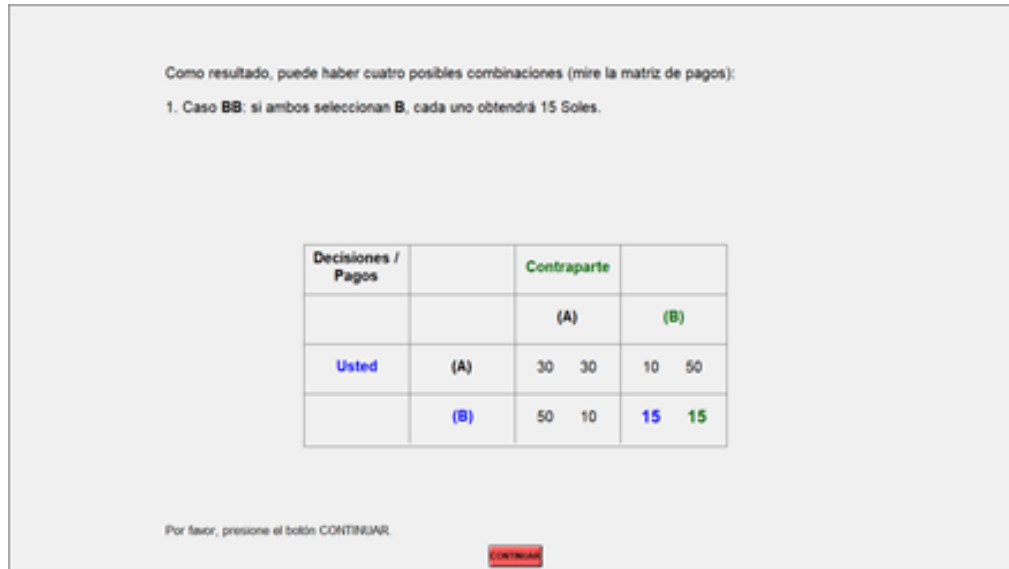 Como resultado, puede haber cuatro posibles combinaciones (mire la matriz de pagos):
1. Caso BB: si ambos seleccionan B, cada uno obtendrá 15 Soles.
Decisiones /
Pagos
Contraparte
(A) (B)
Usted (A) 30 30 10 50
(B) 50 10 15 15
Por favor, presione el botón CONTINUAR.
CONTINUAR